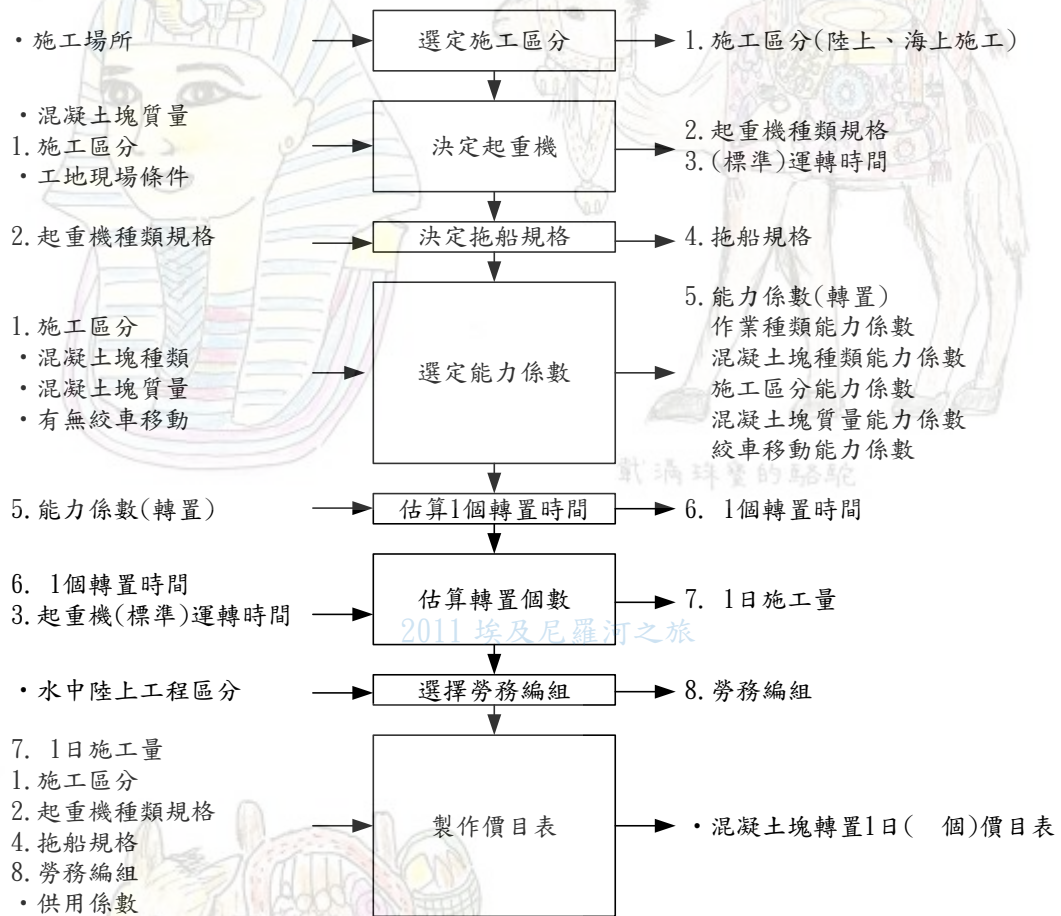 ・施工場所
選定施工區分
1.施工區分(陸上、海上施工)
・混凝土塊質量
1.施工區分
・工地現場條件
決定起重機
2.起重機種類規格
3.(標準)運轉時間
2.起重機種類規格
決定拖船規格
4.拖船規格
1.施工區分
・混凝土塊種類
・混凝土塊質量
・有無絞車移動
選定能力係數
5.能力係數(轉置)
作業種類能力係數
混凝土塊種類能力係數
施工區分能力係數
混凝土塊質量能力係數
絞車移動能力係數
載滿珠寶的駱駝
5.能力係數(轉置)
估算1個轉置時間
6. 1個轉置時間
6. 1個轉置時間
3.起重機(標準)運轉時間
估算轉置個數
7. 1日施工量
2011 埃及尼羅河之旅
・水中陸上工程區分
選擇勞務編組
8.勞務編組
7. 1日施工量
1.施工區分
2.起重機種類規格
4.拖船規格
8.勞務編組
・供用係數
製作價目表
・混凝土塊轉置1日( 個)價目表